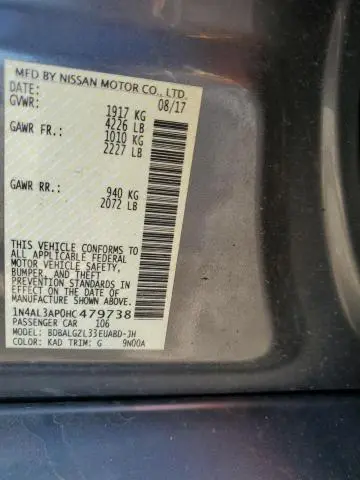 MFD BY NISSAN MOTOR CO., LTD.
DATE: 08/17
GVWR: 1917 KG
4226 LB
GAWR FR.: 1010 KG
2227 LB
GAWR RR.: 940 KG
2072 LB
THIS VEHICLE CONFORMS TO
ALL APPLICABLE FEDERAL
MOTOR VEHICLE SAFETY,
BUMPER, AND THEFT
PREVENTION STANDARDS IN
EFFECT ON THE DATE OF
MANUFACTURE SHOWN ABOVE.
1N4AL3AP0HC479738
PASSENGER CAR 106
MODEL: BDBALGZL33EUABD-JH
COLOR: KAD TRIM: G 9N00A